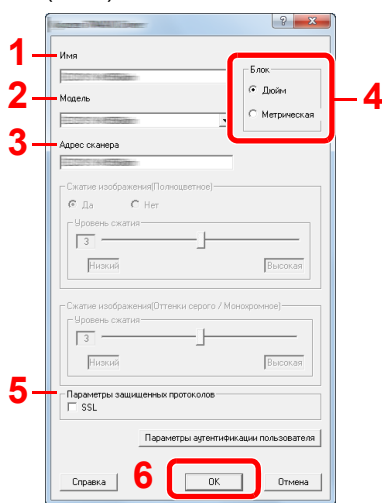 1
Имя
Блок
Дюйм
4
Метрическая
2
Модель
3
Адрес сканера
Сжатие изображения(Полноцветное)
Да
Нет
Уровень сжатия
3
Низкий
Высокая
Сжатие изображения(Оттенки серого / Монохромное)
Уровень сжатия
3
Низкий
Высокая
5
Параметры защищенных протоколов
SSL
Параметры аутентификации пользователя
Справка
6
OK
Отмена